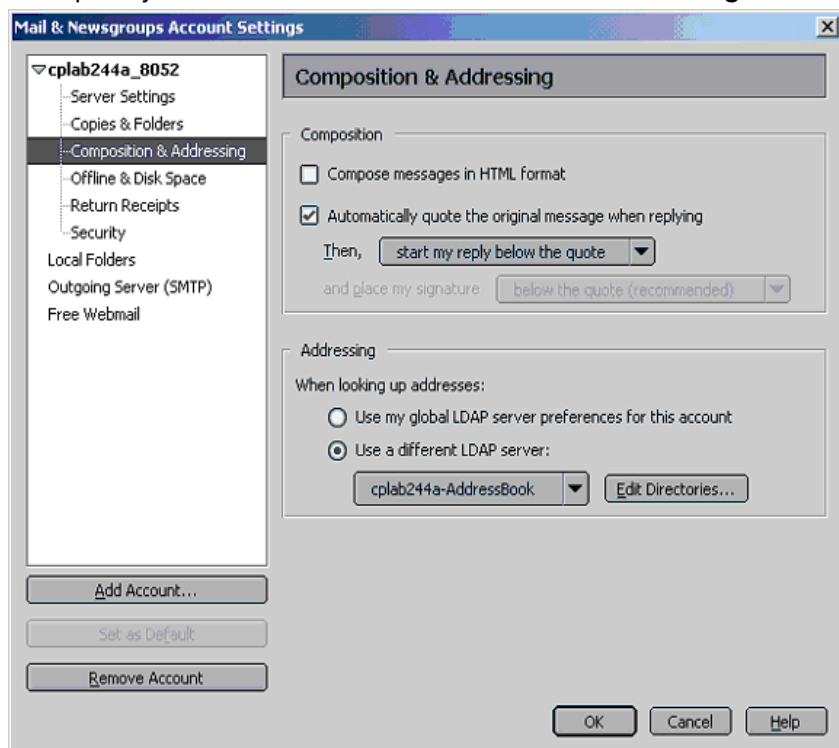 Mail & Newsgroups Account Settings
cplab244a_8052
Server Settings
Copies & Folders
Composition & Addressing
Offline & Disk Space
Return Receipts
Security
Local Folders
Outgoing Server (SMTP)
Free Webmail
Add Account...
Set as Default
Remove Account
Composition & Addressing
Composition
Compose messages in HTML format
Automatically quote the original message when replying
Then, start my reply below the quote
and place my signature below the quote (recommended)
Addressing
When looking up addresses:
Use my global LDAP server preferences for this account
Use a different LDAP server:
cplab244a-AddressBook Edit Directories...
OK Cancel Help